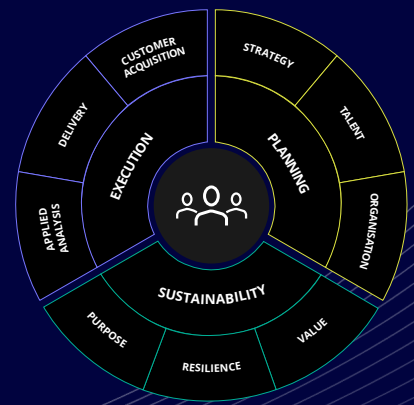 CUSTOMER
ACQUISITION
STRATEGY
DELIVERY
TALENT
EXECUTION
PLANNING
APPLIED
ANALYSIS
ORGANISATION
SUSTAINABILITY
PURPOSE
VALUE
RESILIENCE